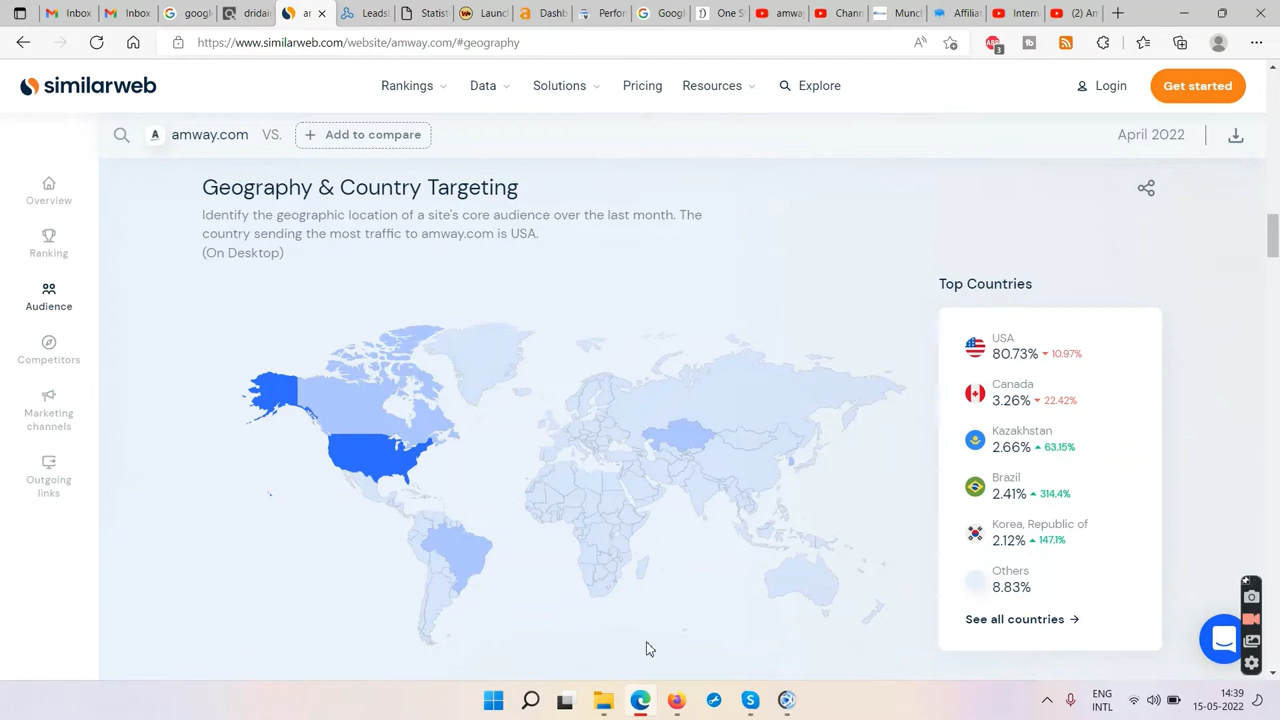 Inbox
Inbox
google
dridai
ar
Leads
Statist
Launc
Dashb
Perfor
Googl
One S
amw
Chann
Munc
Affilia
Intern
(2) An
https://www.similarweb.com/website/amway.com/#geography
similarweb
Rankings
Data
Solutions
Pricing
Resources
Explore
Login
Get started
A
amway.com
VS.
+ Add to compare
April 2022
Overview
Ranking
Audience
Competitors
Marketing
channels
Outgoing
links
Geography & Country Targeting
Identify the geographic location of a site's core audience over the last month. The
country sending the most traffic to amway.com is USA.
(On Desktop)
Top Countries
USA
80.73% 10.97%
Canada
3.26% 22.42%
Kazakhstan
2.66% 63.15%
Brazil
2.41% 314.4%
Korea, Republic of
2.12% 147.1%
Others
8.83%
See all countries →
ENG
INTL
14:39
15-05-2022